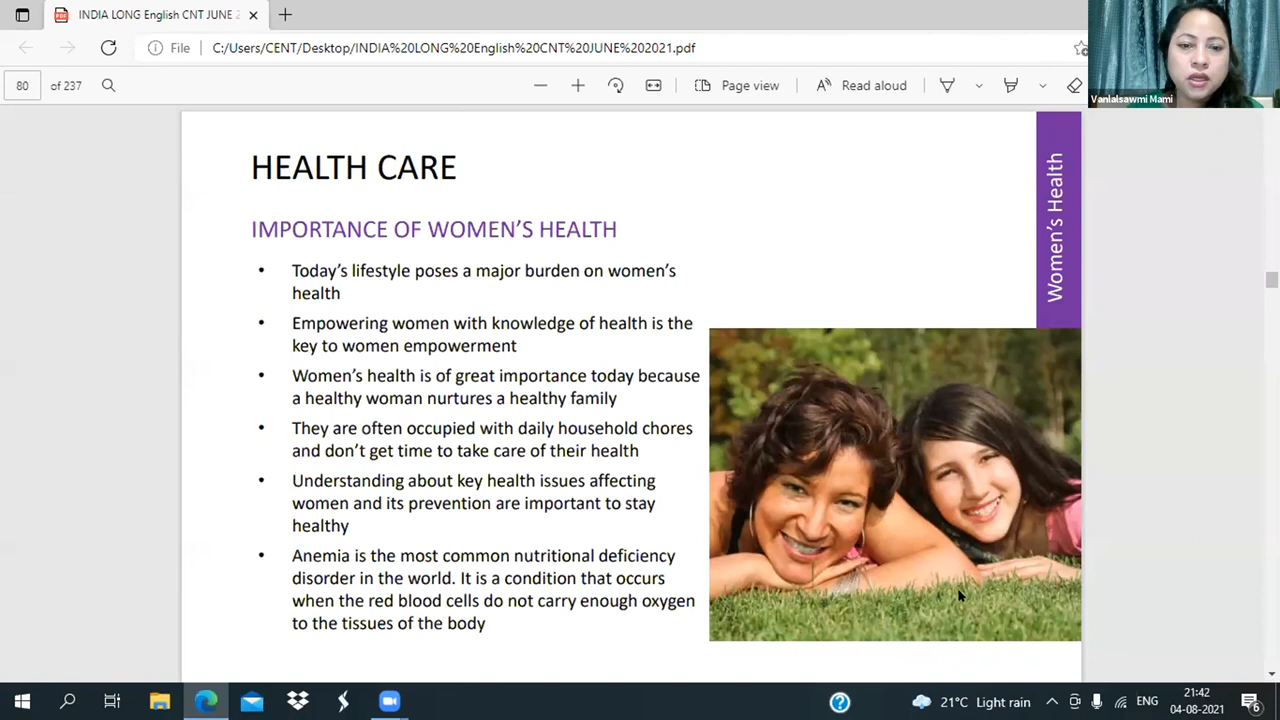 INDIA LONG English CNT JUNE 2
File
C:/Users/CENT/Desktop/INDIA%20LONG%20English%20CNT%20JUNE%202021.pdf
80 of 237
Page view
Read aloud
Vanlalsawmi Mami
HEALTH CARE
Women's Health
IMPORTANCE OF WOMEN'S HEALTH
• Today's lifestyle poses a major burden on women's
health
• Empowering women with knowledge of health is the
key to women empowerment
• Women's health is of great importance today because
a healthy woman nurtures a healthy family
• They are often occupied with daily household chores
and don't get time to take care of their health
• Understanding about key health issues affecting
women and its prevention are important to stay
healthy
• Anemia is the most common nutritional deficiency
disorder in the world. It is a condition that occurs
when the red blood cells do not carry enough oxygen
to the tissues of the body
21°C Light rain
ENG
21:42
04-08-2021
6